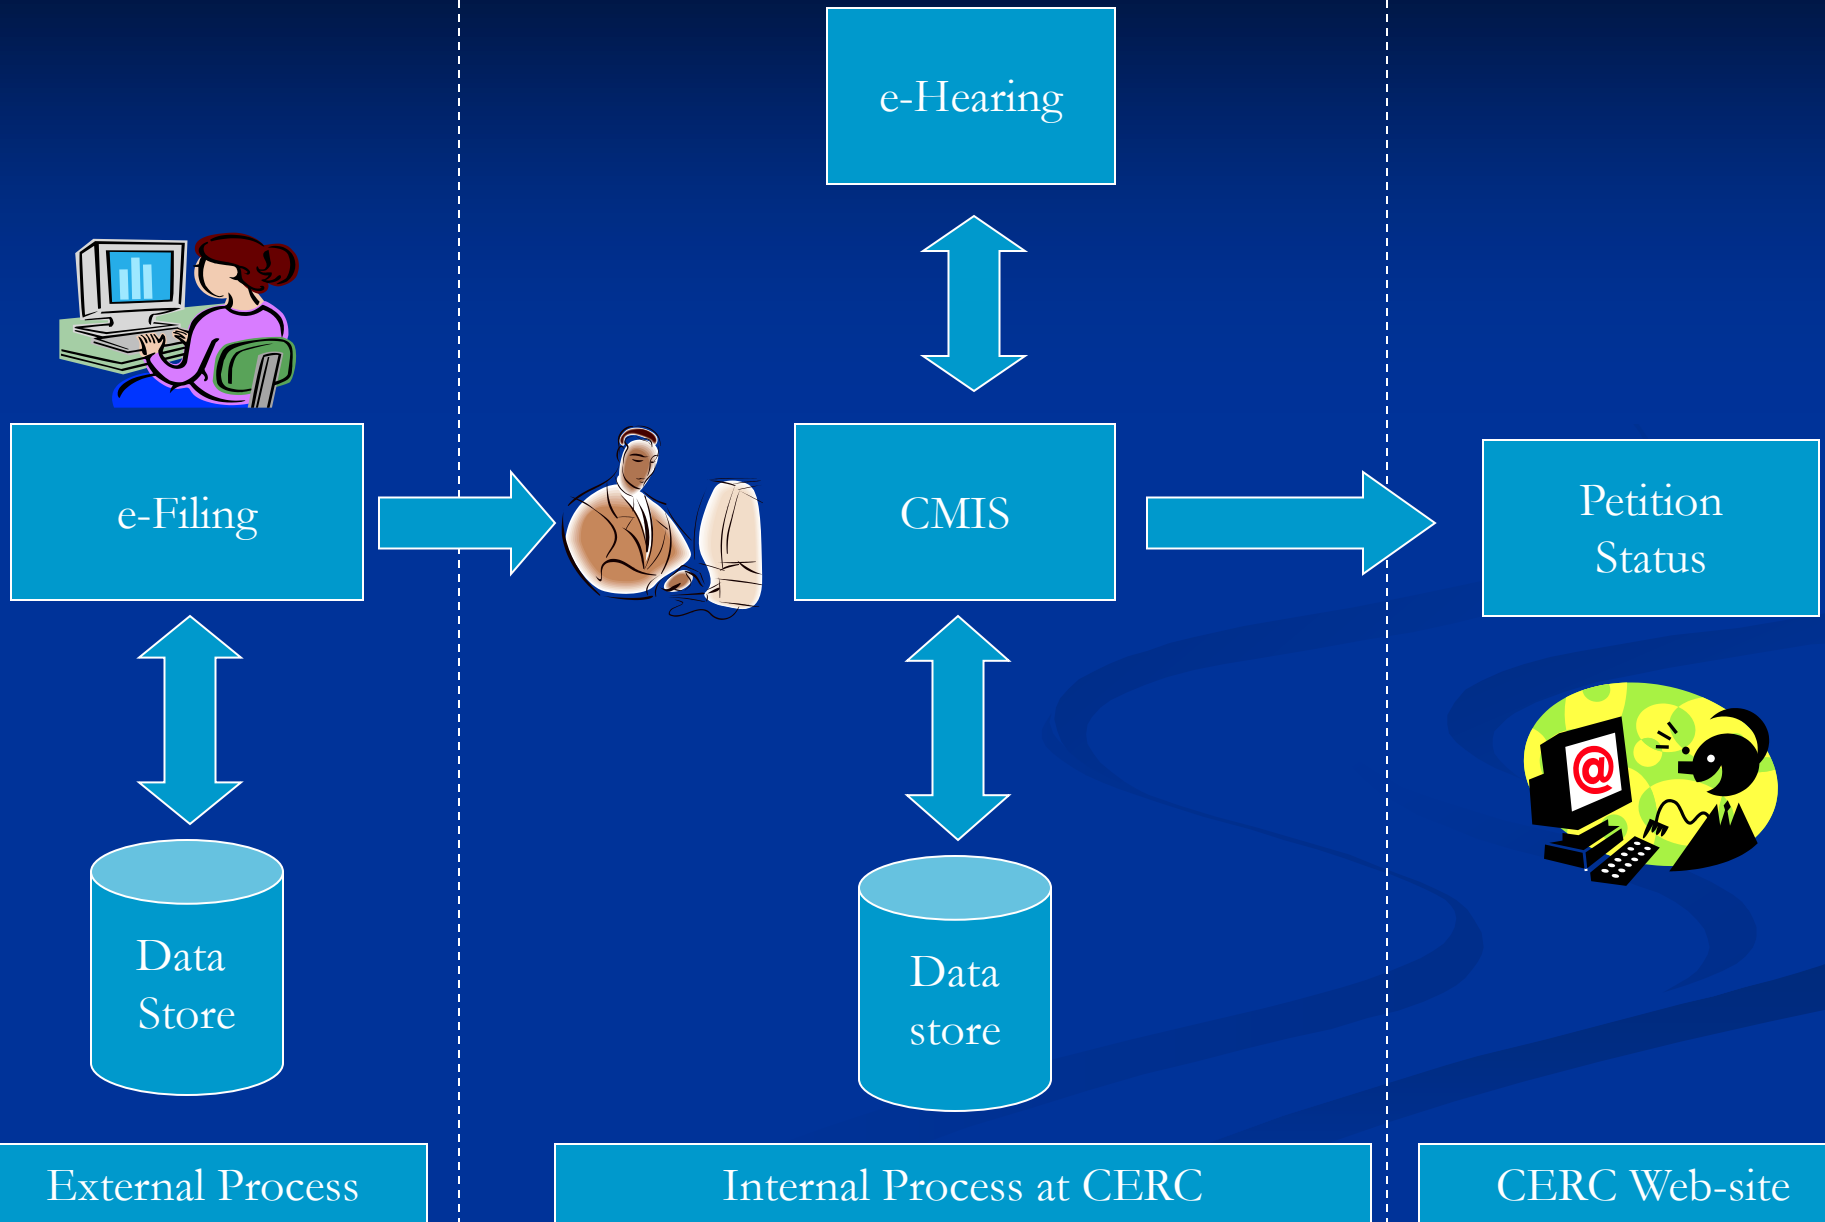 e-Hearing
e-Filing
CMIS
Petition
Status
@
Data
Store
Data
store
External Process
Internal Process at CERC
CERC Web-site